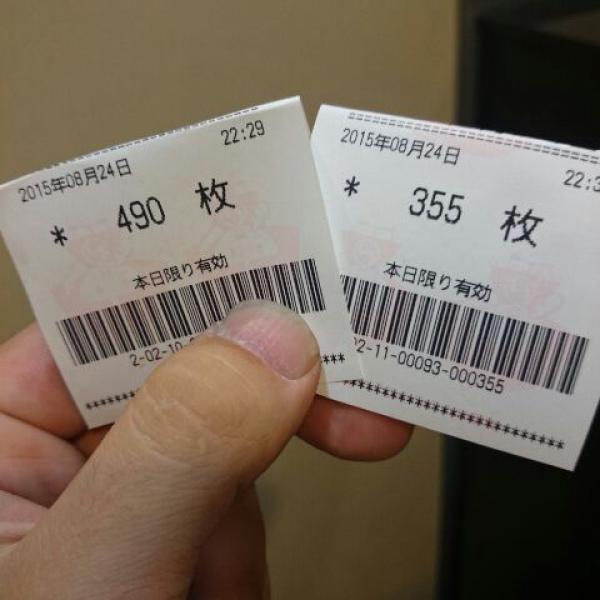 22:29
2015年08月24日
* 490 枚
本日限り有効
2-02-10-
2015年08月24日
22:3
* 355 枚
本日限り有効
02-11-00093-000355